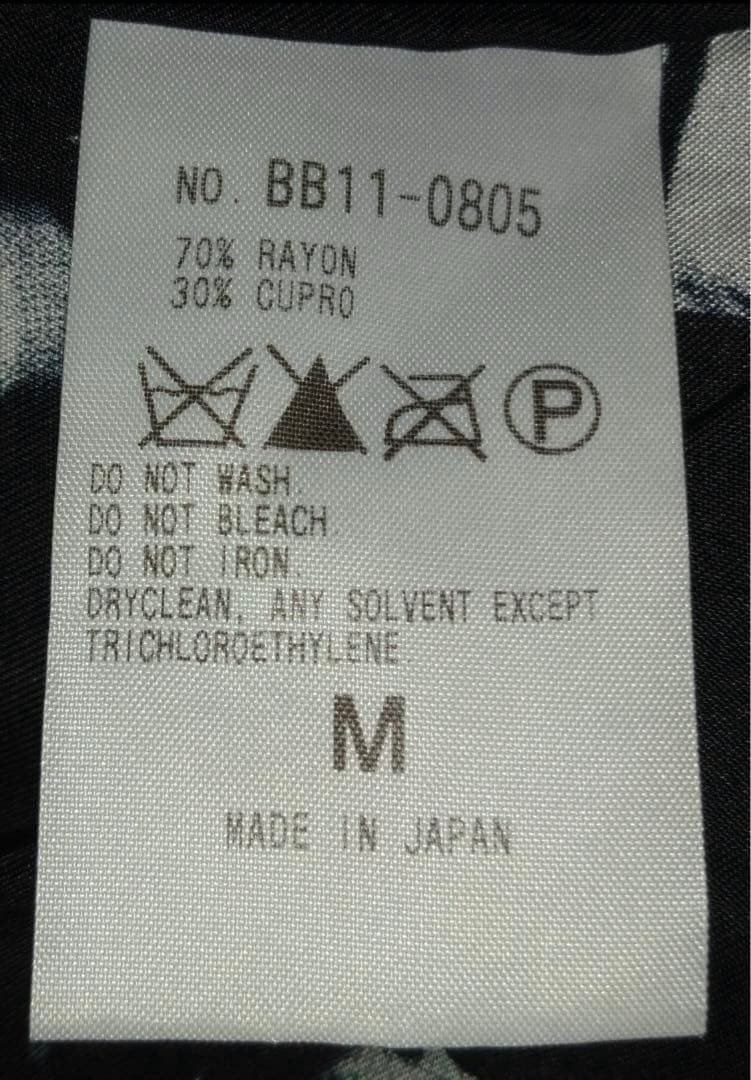 NO. BB11-0805
70% RAYON
30% CUPRO
P
DO NOT WASH.
DO NOT BLEACH.
DO NOT IRON.
DRYCLEAN, ANY SOLVENT EXCEPT
TRICHLOROETHYLENE.
M
MADE IN JAPAN